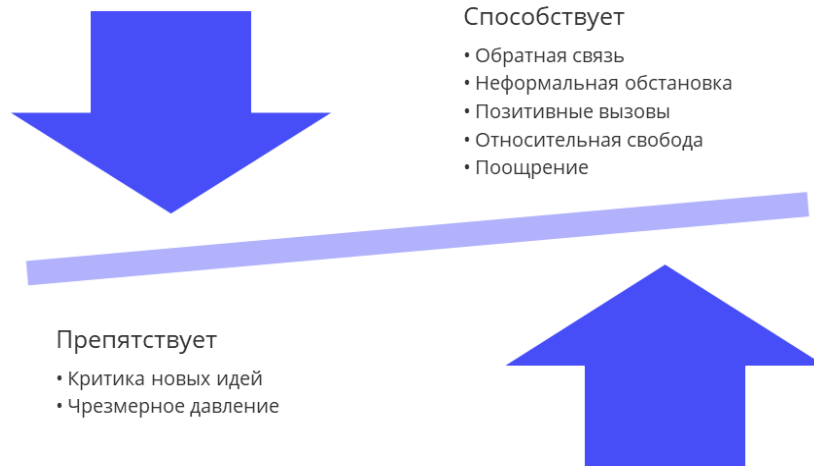 Способствует
• Обратная связь
• Неформальная обстановка
• Позитивные вызовы
• Относительная свобода
• Поощрение
Препятствует
• Критика новых идей
• Чрезмерное давление